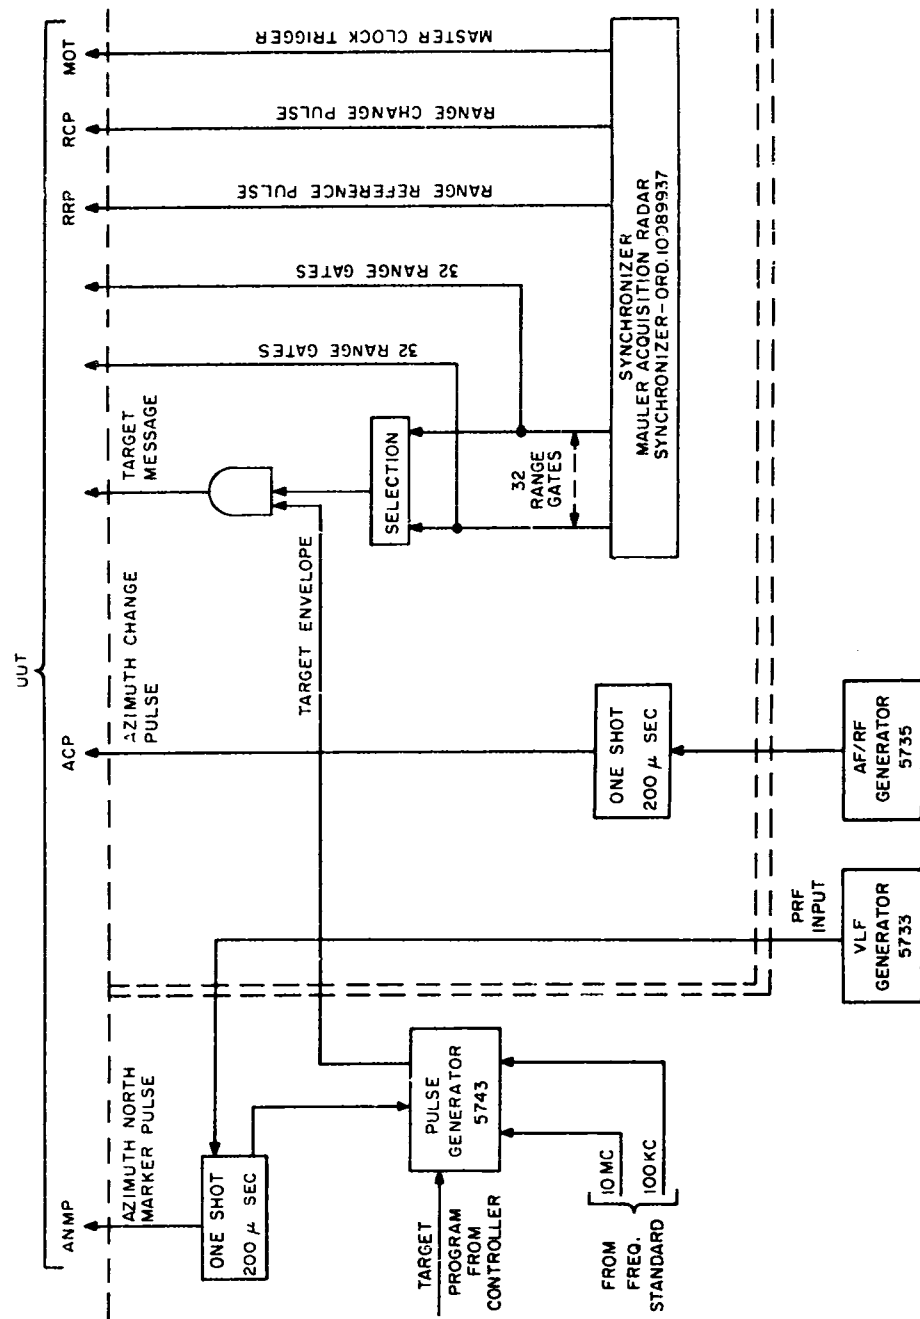 UUT
ANMP
ACP
RRP
RCP
MOT
AZIMUTH NORTH
MARKER PULSE
AZIMUTH CHANGE
PULSE
TARGET
MESSAGE
32 RANGE GATES
32 RANGE GATES
RANGE REFERENCE PULSE
RANGE CHANGE PULSE
MASTER CLOCK TRIGGER
ONE SHOT
200 μ SEC
TARGET ENVELOPE
SELECTION
32
RANGE
GATES
TARGET
PROGRAM
FROM
CONTROLLER
PULSE
GENERATOR
5743
ONE SHOT
200 μ SEC
SYNCHRONIZER
MAULER ACQUISITION RADAR
SYNCHRONIZER-ORD.10089937
FROM
FREQ.
STANDARD
10 MC
100KC
PRF
INPUT
VLF
GENERATOR
5733
AF/RF
GENERATOR
5735